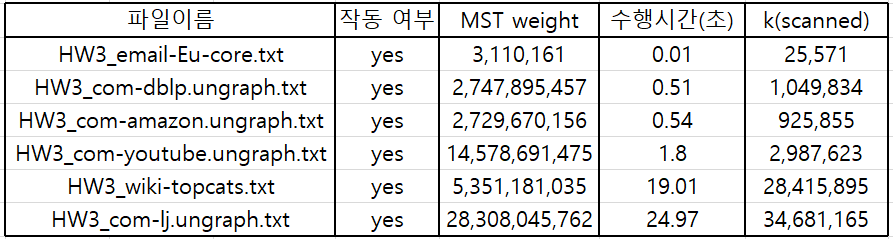 파일이름 작동 여부 MST weight 수행시간(초) k(scanned)
HW3_email-Eu-core.txt yes 3,110,161 0.01 25,571
HW3_com-dblp.ungraph.txt yes 2,747,895,457 0.51 1,049,834
HW3_com-amazon.ungraph.txt yes 2,729,670,156 0.54 925,855
HW3_com-youtube.ungraph.txt yes 14,578,691,475 1.8 2,987,623
HW3_wiki-topcats.txt yes 5,351,181,035 19.01 28,415,895
HW3_com-lj.ungraph.txt yes 28,308,045,762 24.97 34,681,165